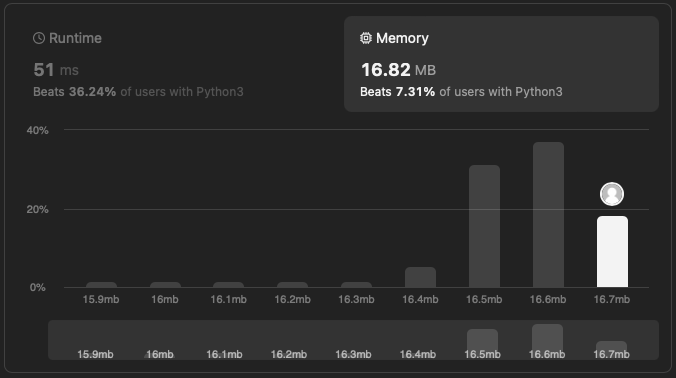 Runtime
51 ms
Beats 36.24% of users with Python3
Memory
16.82 MB
Beats 7.31% of users with Python3
40%
20%
0%
15.9mb 16mb 16.1mb 16.2mb 16.3mb 16.4mb 16.5mb 16.6mb 16.7mb
15.9mb 16mb 16.1mb 16.2mb 16.3mb 16.4mb 16.5mb 16.6mb 16.7mb